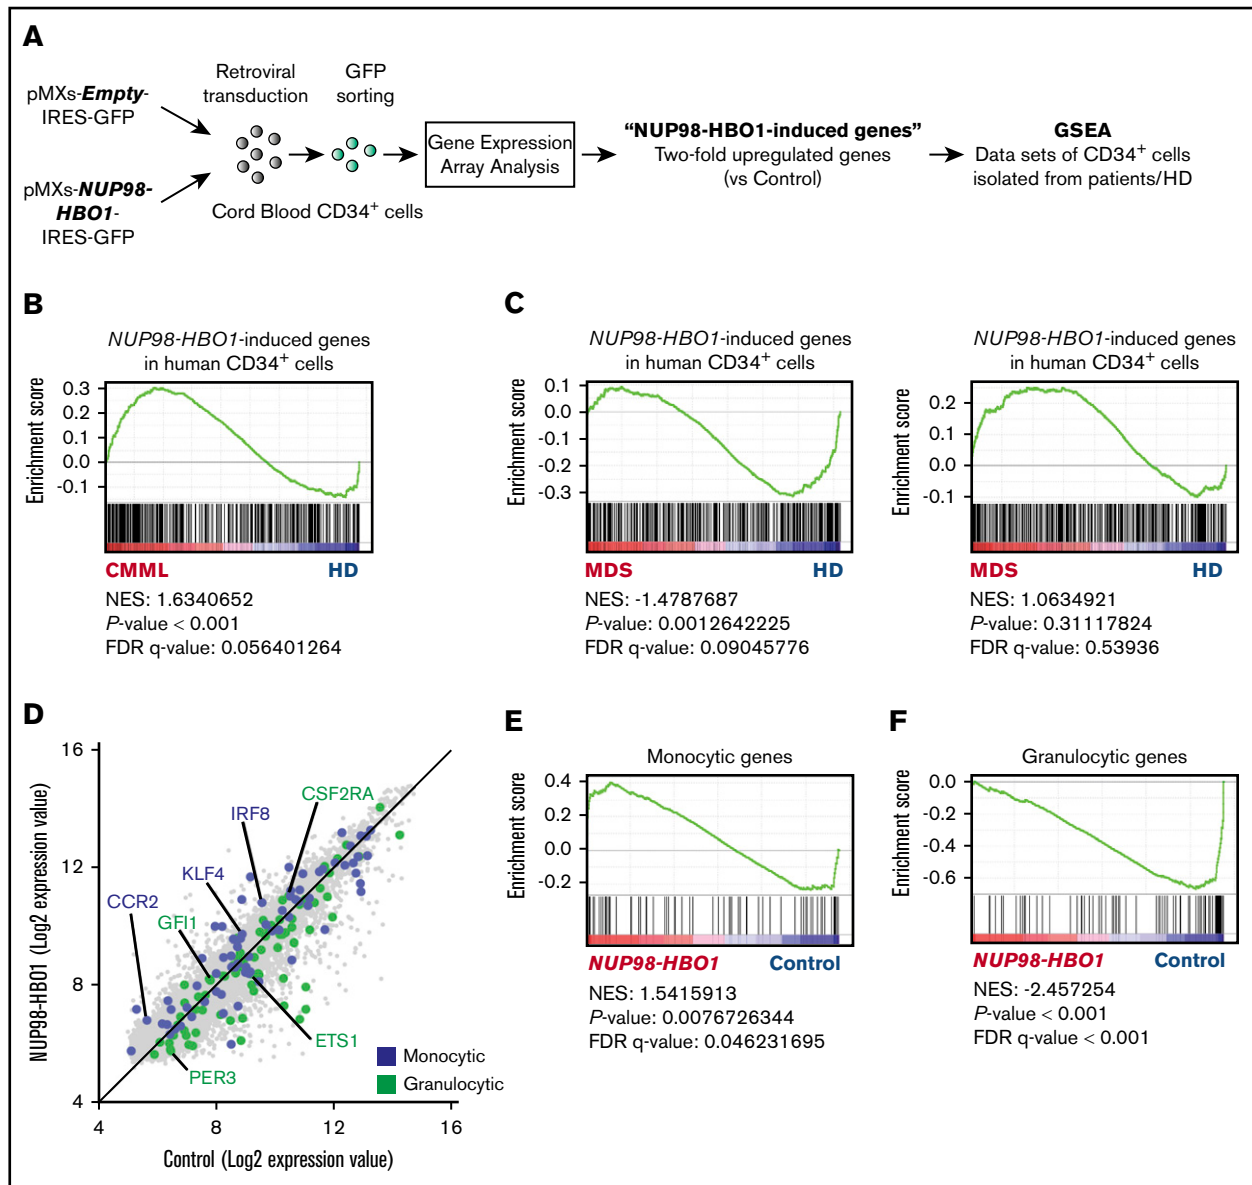 A
pMXs-Empty-
IRES-GFP
pMXs-NUP98-
HBO1-
IRES-GFP
Retroviral
transduction
GFP
sorting
Cord Blood CD34+ cells
Gene Expression
Array Analysis
“NUP98-HBO1-induced genes”
Two-fold upregulated genes
(vs Control)
GSEA
Data sets of CD34+ cells
isolated from patients/HD
B
NUP98-HBO1-induced genes
in human CD34+ cells
Enrichment score
0.3
0.2
0.1
0.0
-0.1
CMML HD
NES: 1.6340652
P-value < 0.001
FDR q-value: 0.056401264
C
NUP98-HBO1-induced genes
in human CD34+ cells
Enrichment score
0.1
0.0
-0.1
-0.2
-0.3
MDS HD
NES: -1.4787687
P-value: 0.0012642225
FDR q-value: 0.09045776
NUP98-HBO1-induced genes
in human CD34+ cells
Enrichment score
0.2
0.1
0.0
-0.1
MDS HD
NES: 1.0634921
P-value: 0.31117824
FDR q-value: 0.53936
D
NUP98-HBO1 (Log2 expression value)
16
12
8
4
4 8 12 16
Control (Log2 expression value)
CSF2RA
IRF8
KLF4
CCR2
GFI1
ETS1
PER3
Monocytic
Granulocytic
E
Monocytic genes
Enrichment score
0.4
0.2
0.0
-0.2
NUP98-HBO1 Control
NES: 1.5415913
P-value: 0.0076726344
FDR q-value: 0.046231695
F
Granulocytic genes
Enrichment score
0.0
-0.2
-0.4
-0.6
NUP98-HBO1 Control
NES: -2.457254
P-value < 0.001
FDR q-value < 0.001